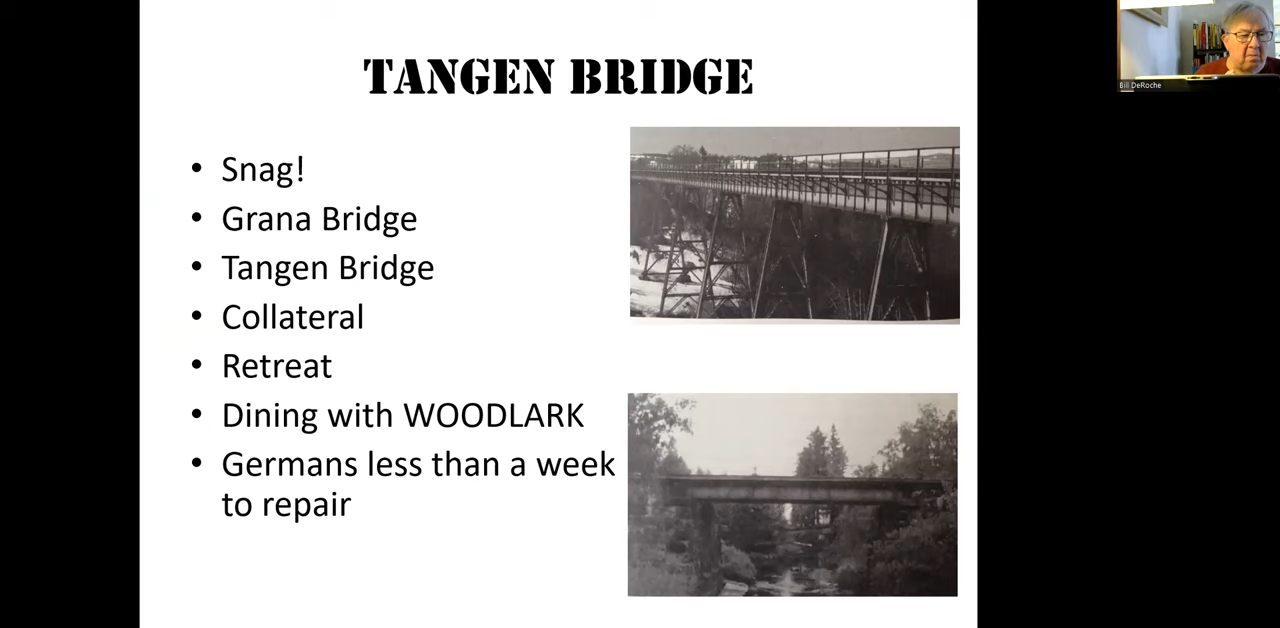 TANGEN BRIDGE
• Snag!
• Grana Bridge
• Tangen Bridge
• Collateral
• Retreat
• Dining with WOODLARK
• Germans less than a week
to repair
Bill DeRoche